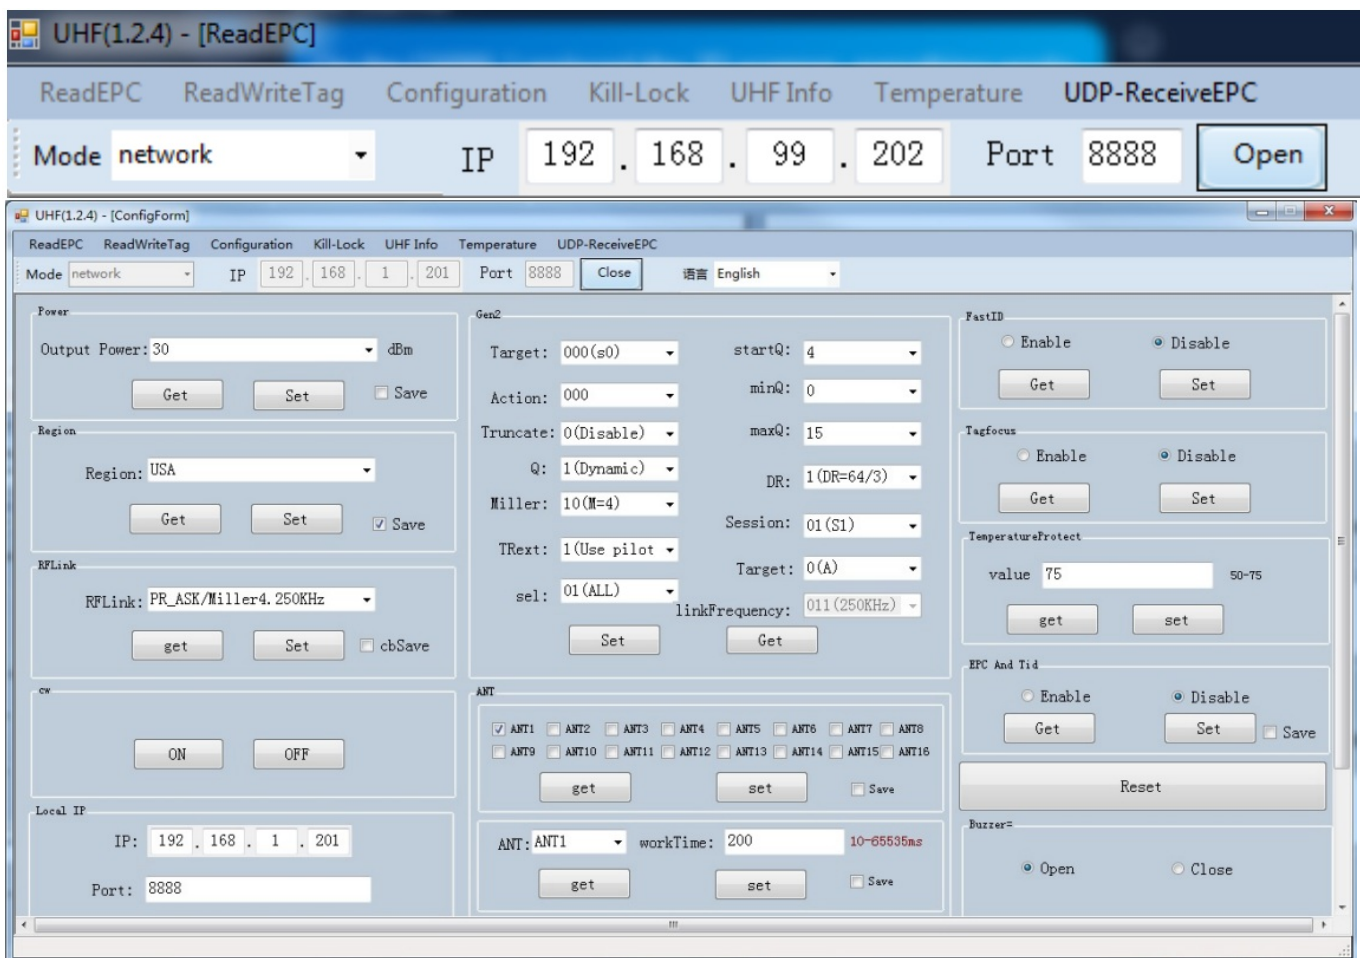 UHF(1.2.4) - [ReadEPC]
ReadEPC ReadWriteTag Configuration Kill-Lock UHF Info Temperature UDP-ReceiveEPC
Mode network IP 192 . 168 . 99 . 202 Port 8888 Open
UHF(1.2.4) - [ConfigForm]
ReadEPC ReadWriteTag Configuration Kill-Lock UHF Info Temperature UDP-ReceiveEPC
Mode network IP 192 . 168 . 1 . 201 Port 8888 Close 语言 English
Power
Output Power: 30 dBm
Get Set Save
Region
Region: USA
Get Set Save
RFLink
RFLink: PR_ASK/Miller4.250KHz
get Set cbSave
CW
ON OFF
Local IP
IP: 192 . 168 . 1 . 201
Port: 8888
Gen2
Target: 000(s0) startQ: 4
Action: 000 minQ: 0
Truncate: 0(Disable) maxQ: 15
Q: 1(Dynamic) DR: 1(DR=64/3)
Miller: 10(M=4) Session: 01(S1)
TRext: 1(Use pilot Target: 0(A)
sel: 01(ALL) linkFrequency: 011(250KHz)
Set Get
ANT
ANT1 ANT2 ANT3 ANT4 ANT5 ANT6 ANT7 ANT8
ANT9 ANT10 ANT11 ANT12 ANT13 ANT14 ANT15 ANT16
get set Save
ANT: ANT1 workTime: 200 10-65535ms
get set Save
FastID
Enable Disable
Get Set
Tagfocus
Enable Disable
Get Set
TemperatureProtect
value 75 50-75
get set
EPC And Tid
Enable Disable
Get Set Save
Reset
Buzzer=
Open Close